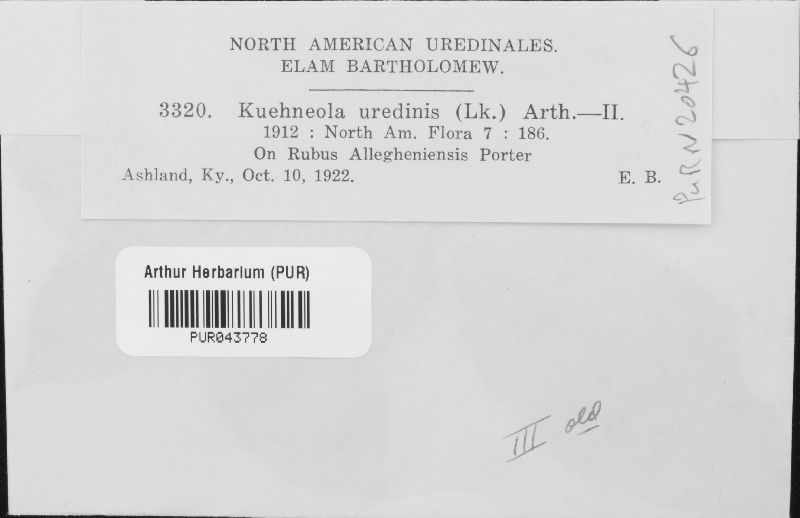 NORTH AMERICAN UREDINALES.
ELAM BARTHOLOMEW.
3320. Kuehneola uredinis (Lk.) Arth.—II.
1912 : North Am. Flora 7 : 186.
On Rubus Allegheniensis Porter
Ashland, Ky., Oct. 10, 1922. E. B.
PUR N20426
Arthur Herbarium (PUR)
PUR043778
III old